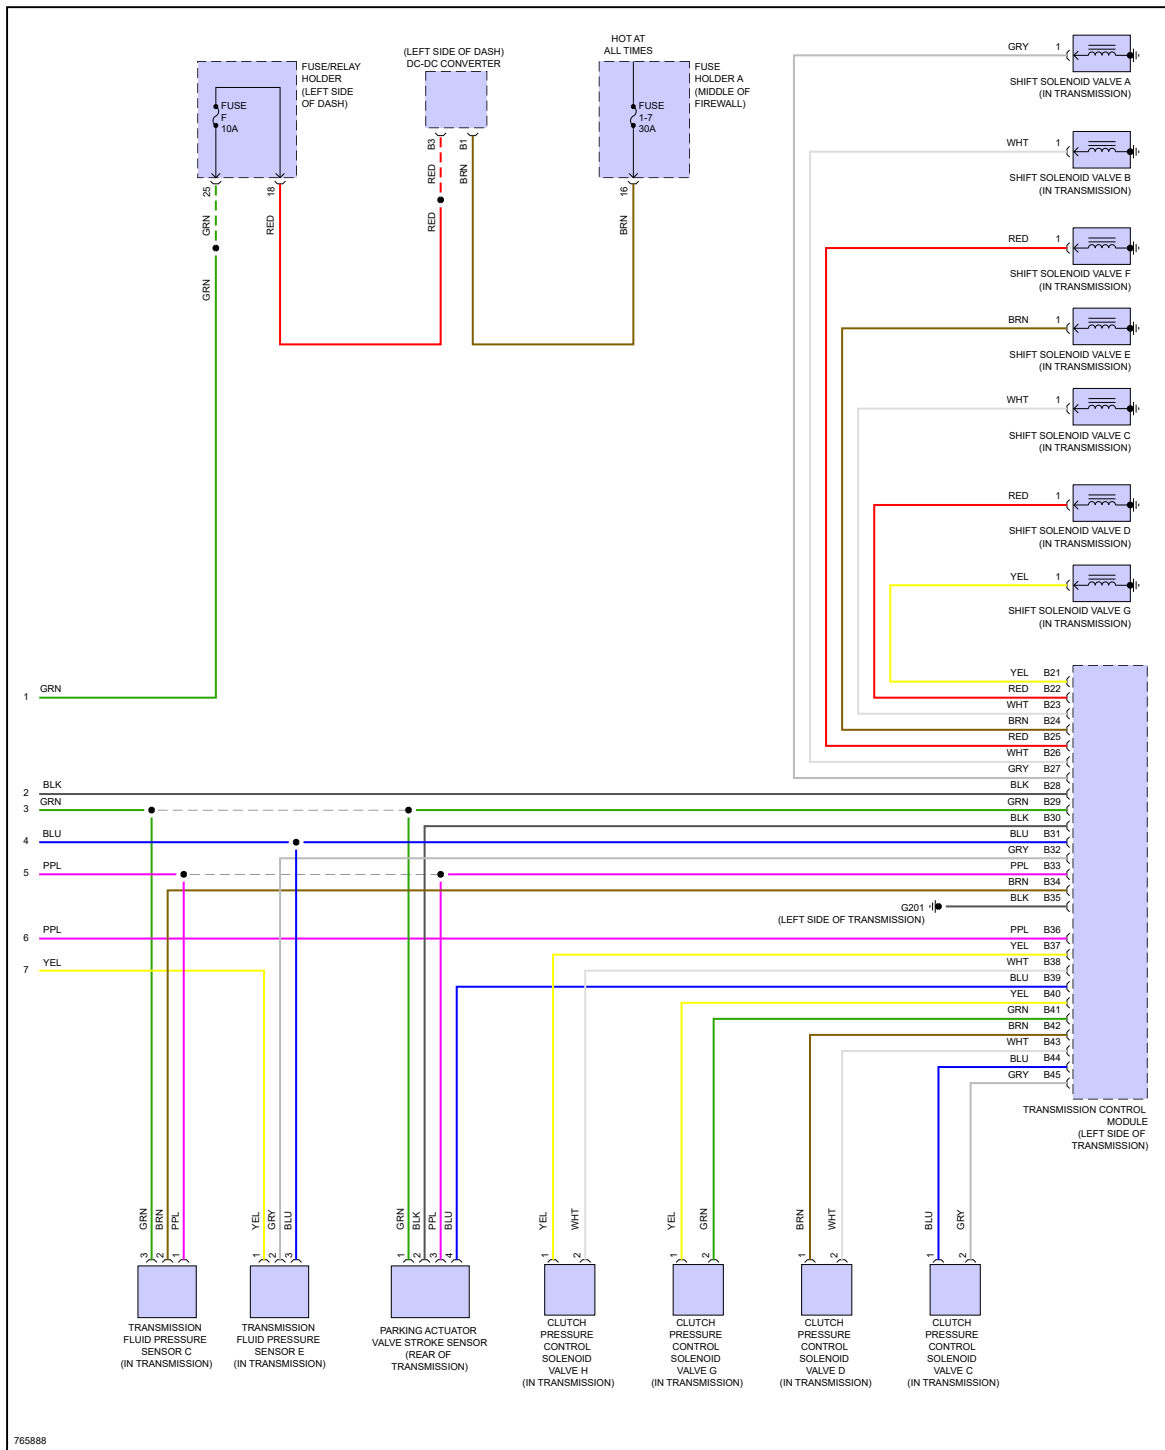 HOT AT
ALL TIMES
(LEFT SIDE OF DASH)
DC-DC CONVERTER
FUSE/RELAY
HOLDER
(LEFT SIDE
OF DASH)
FUSE
F
10A
FUSE
HOLDER A
(MIDDLE OF
FIREWALL)
FUSE
1-7
30A
25
GRN
GRN
18
RED
B3
RED
RED
B1
BRN
16
BRN
GRY 1
SHIFT SOLENOID VALVE A
(IN TRANSMISSION)
WHT 1
SHIFT SOLENOID VALVE B
(IN TRANSMISSION)
RED 1
SHIFT SOLENOID VALVE F
(IN TRANSMISSION)
BRN 1
SHIFT SOLENOID VALVE E
(IN TRANSMISSION)
WHT 1
SHIFT SOLENOID VALVE C
(IN TRANSMISSION)
RED 1
SHIFT SOLENOID VALVE D
(IN TRANSMISSION)
YEL 1
SHIFT SOLENOID VALVE G
(IN TRANSMISSION)
1 GRN
2 BLK
3 GRN
4 BLU
5 PPL
6 PPL
7 YEL
YEL B21
RED B22
WHT B23
BRN B24
RED B25
WHT B26
GRY B27
BLK B28
GRN B29
BLK B30
BLU B31
GRY B32
PPL B33
BRN B34
BLK B35
G201
(LEFT SIDE OF TRANSMISSION)
PPL B36
YEL B37
WHT B38
BLU B39
YEL B40
GRN B41
BRN B42
WHT B43
BLU B44
GRY B45
TRANSMISSION CONTROL
MODULE
(LEFT SIDE OF
TRANSMISSION)
GRN 3
BRN 2
PPL 1
TRANSMISSION
FLUID PRESSURE
SENSOR C
(IN TRANSMISSION)
YEL 1
GRY 2
BLU 3
TRANSMISSION
FLUID PRESSURE
SENSOR E
(IN TRANSMISSION)
GRN 1
BLK 2
PPL 3
BLU 4
PARKING ACTUATOR
VALVE STROKE SENSOR
(REAR OF
TRANSMISSION)
YEL 1
WHT 2
CLUTCH
PRESSURE
CONTROL
SOLENOID
VALVE H
(IN TRANSMISSION)
YEL 1
GRN 2
CLUTCH
PRESSURE
CONTROL
SOLENOID
VALVE G
(IN TRANSMISSION)
BRN 1
WHT 2
CLUTCH
PRESSURE
CONTROL
SOLENOID
VALVE D
(IN TRANSMISSION)
BLU 1
GRY 2
CLUTCH
PRESSURE
CONTROL
SOLENOID
VALVE C
(IN TRANSMISSION)
765888